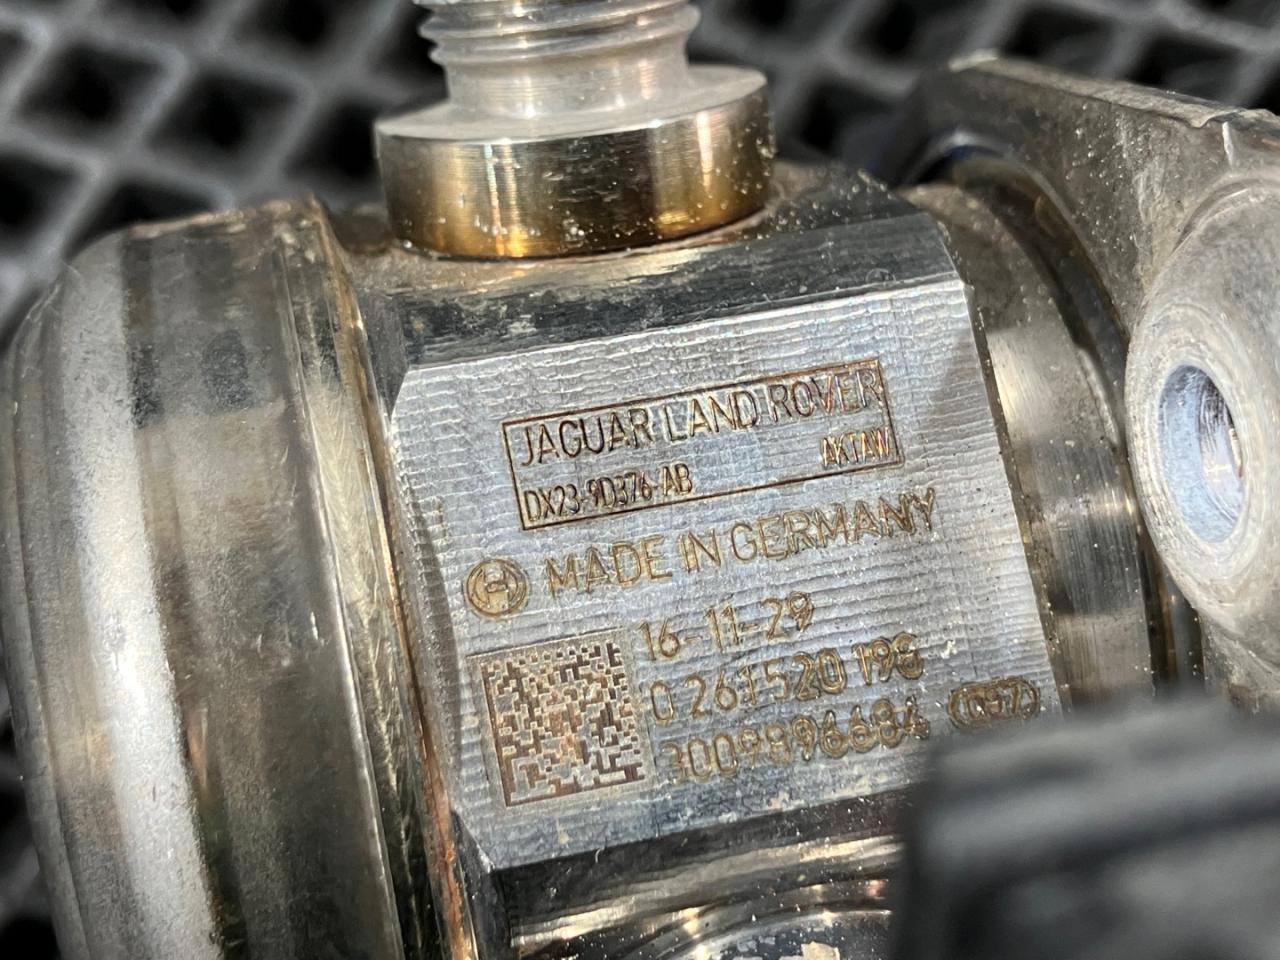 JAGUAR LAND ROVER
DX23-9D376-AB AKTAW
MADE IN GERMANY
16-11-29
0 261 520 198
3009896684